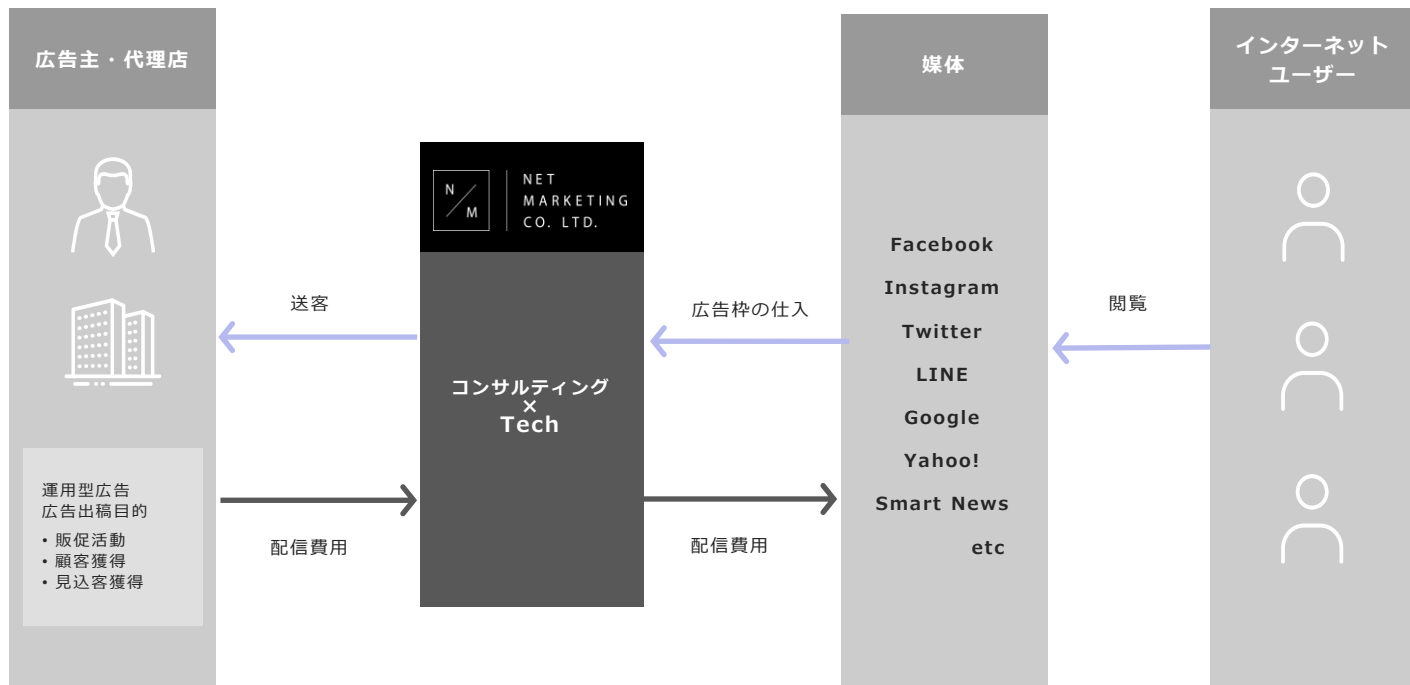 広告主・代理店
運用型広告
広告出稿目的
• 販促活動
• 顧客獲得
• 見込客獲得
送客
配信費用
N
M
NET
MARKETING
CO. LTD.
コンサルティング
×
Tech
広告枠の仕入
配信費用
媒体
Facebook
Instagram
Twitter
LINE
Google
Yahoo!
Smart News
etc
閲覧
インターネット
ユーザー